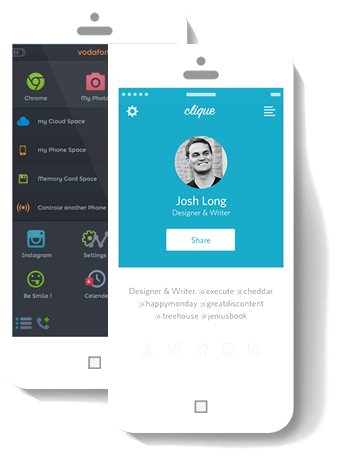 vodafon
Chrome
My Photo
my Cloud Space
my Phone Space
Memory Card Space
Controle another Phone
Instagram
Settings
Be Smile !
Celende
clique
Josh Long
Designer & Writer
Share
Designer & Writer. @execute @cheddar
@happymonday @greatdiscontent
@treehouse @jeniusbook